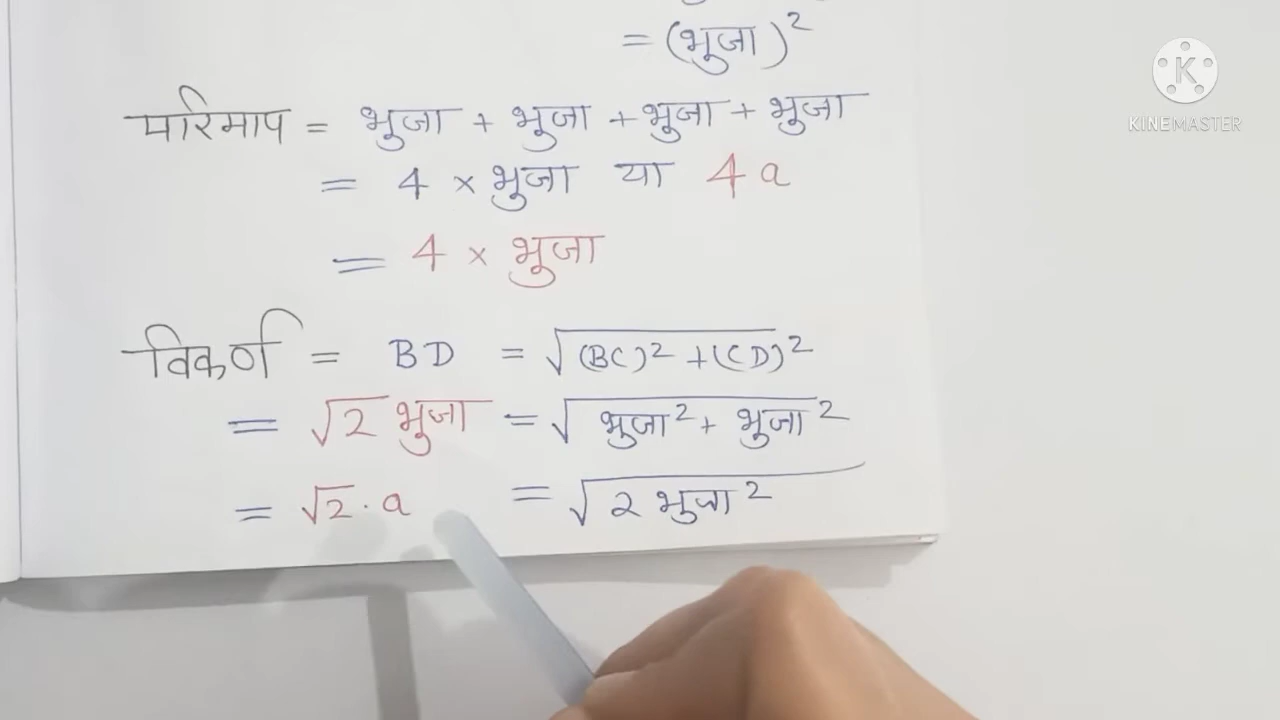 = (भुजा)²
परिमाप = भुजा + भुजा + भुजा + भुजा
= 4 × भुजा या 4a
= 4 × भुजा
विकर्ण = BD = √(BC)² + (CD)²
= √2 भुजा = √भुजा² + भुजा²
= √2 · a = √2 भुजा²
K
KINEMASTER